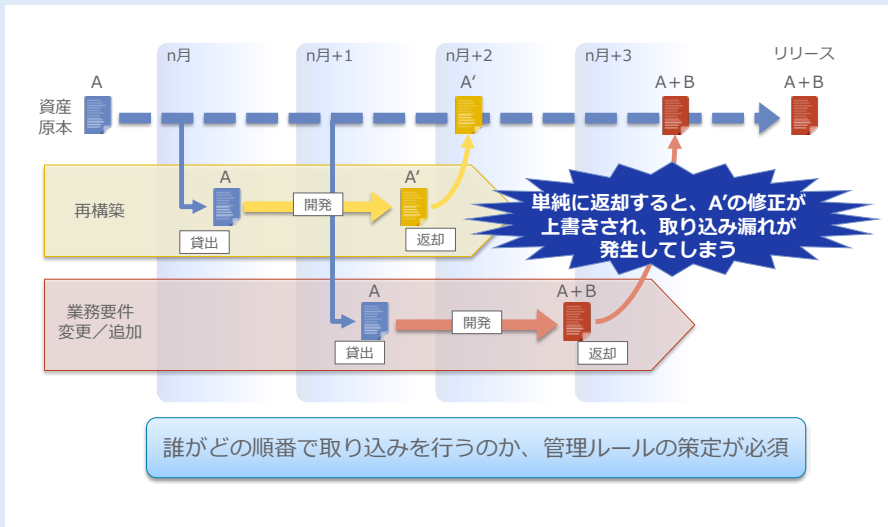 n月
n月+1
n月+2
n月+3
リリース
A
A‘
A+B
A+B
資産
原本
再構築
A
貸出
開発
A‘
返却
単純に返却すると、A’の修正が
上書きされ、取り込み漏れが
発生してしまう
業務要件
変更／追加
A
貸出
開発
A+B
返却
誰がどの順番で取り込みを行うのか、管理ルールの策定が必須